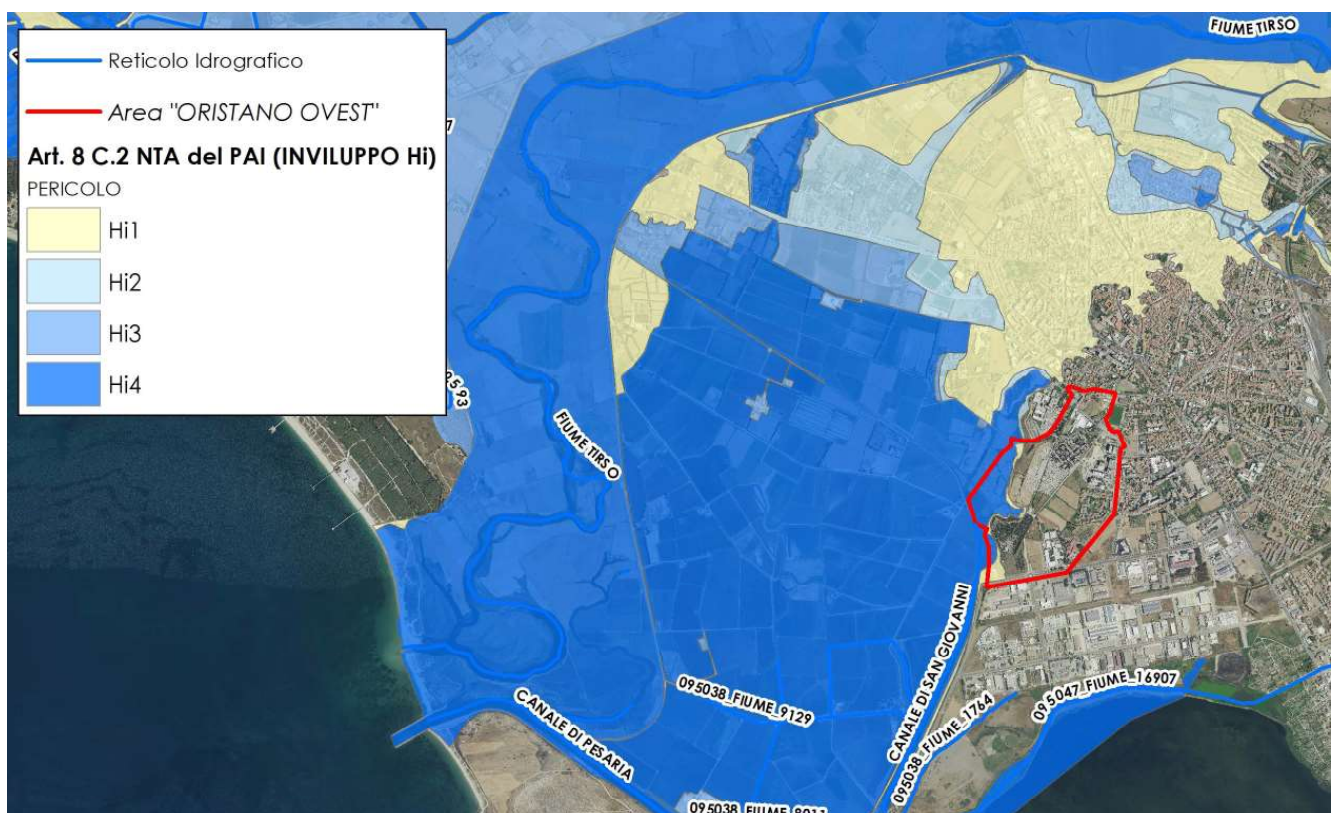 Reticolo Idrografico
Area "ORISTANO OVEST"
Art. 8 C.2 NTA del PAI (INVILUPPO Hi)
PERICOLO
Hi1
Hi2
Hi3
Hi4
FIUME TIRSO
FIUME TIRSO
CANALE DI SAN GIOVANNI
095038_FIUME_9129
095038_FIUME_1764
095047_FIUME_16907
CANALE DI PESARIA